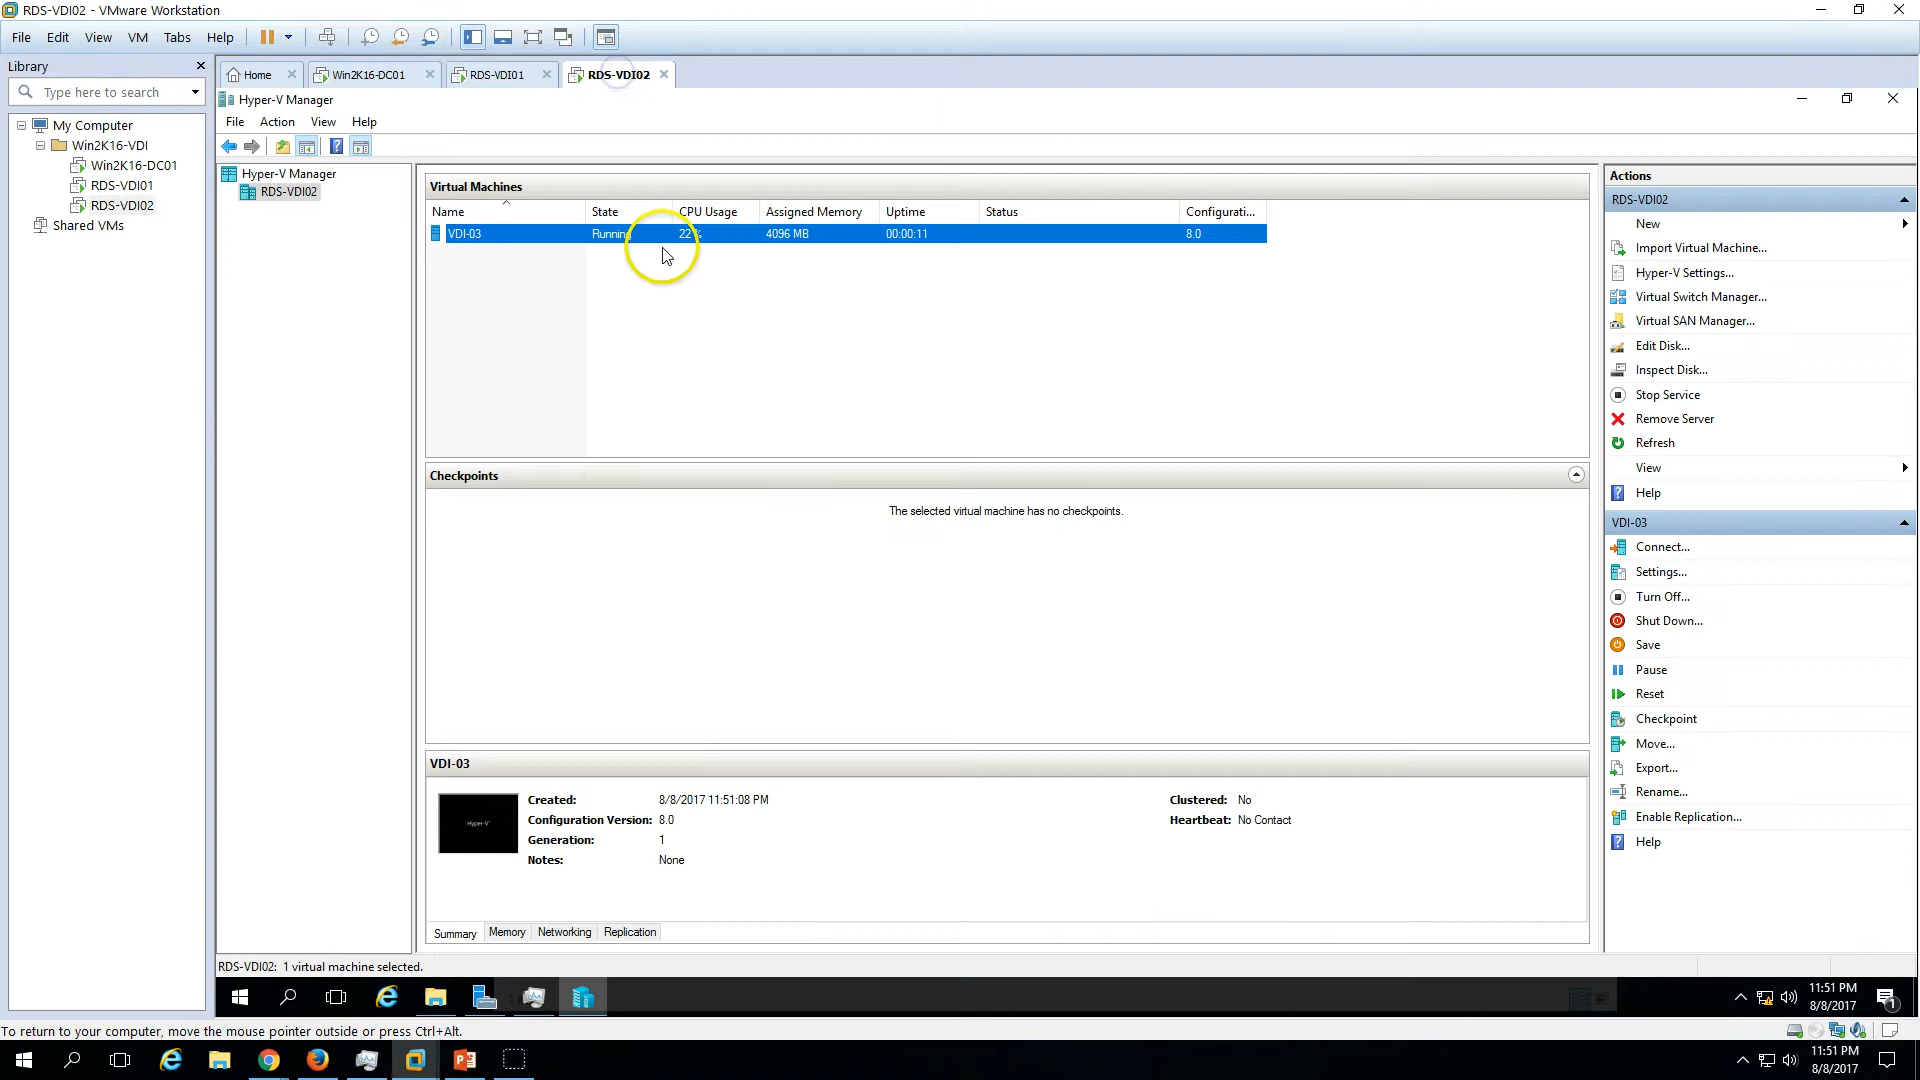 RDS-VDI02 - VMware Workstation
File Edit View VM Tabs Help
Library
Type here to search
My Computer
Win2K16-VDI
Win2K16-DC01
RDS-VDI01
RDS-VDI02
Shared VMs
Home Win2K16-DC01 RDS-VDI01 RDS-VDI02
Hyper-V Manager
File Action View Help
Hyper-V Manager
RDS-VDI02
Virtual Machines
Name State CPU Usage Assigned Memory Uptime Status Configurati...
VDI-03 Running 22 % 4096 MB 00:00:11 8.0
Checkpoints
The selected virtual machine has no checkpoints.
VDI-03
Hyper-V
Created: 8/8/2017 11:51:08 PM
Configuration Version: 8.0
Generation: 1
Notes: None
Clustered: No
Heartbeat: No Contact
Summary Memory Networking Replication
Actions
RDS-VDI02
New
Import Virtual Machine...
Hyper-V Settings...
Virtual Switch Manager...
Virtual SAN Manager...
Edit Disk...
Inspect Disk...
Stop Service
Remove Server
Refresh
View
Help
VDI-03
Connect...
Settings...
Turn Off...
Shut Down...
Save
Pause
Reset
Checkpoint
Move...
Export...
Rename...
Enable Replication...
Help
RDS-VDI02: 1 virtual machine selected.
11:51 PM
8/8/2017
1
To return to your computer, move the mouse pointer outside or press Ctrl+Alt.
11:51 PM
8/8/2017